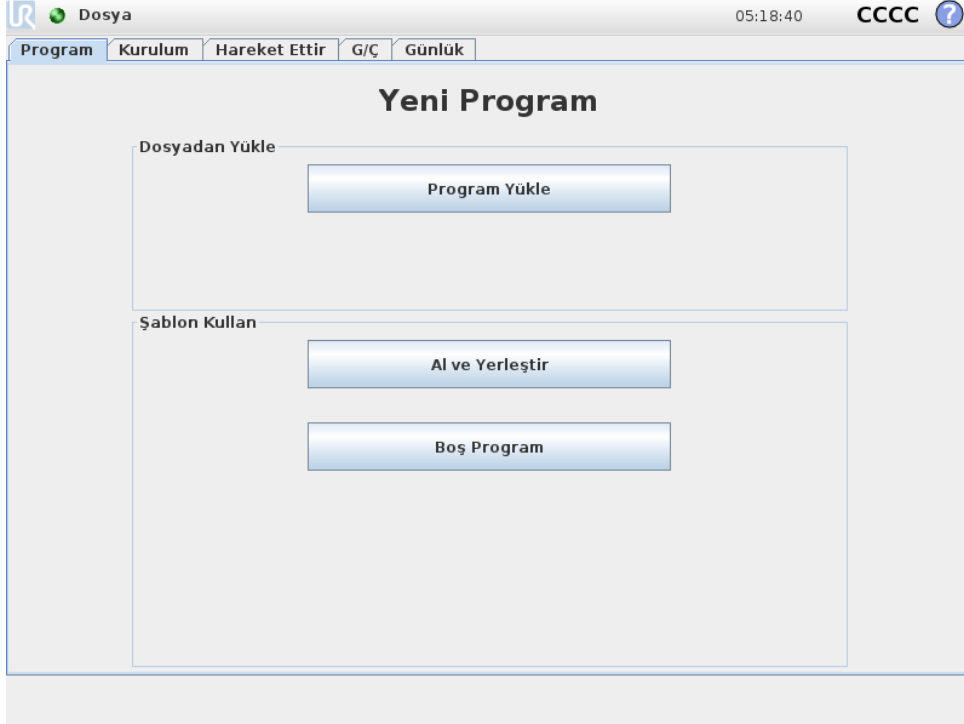 UR Dosya 05:18:40 CCCC ?
Program Kurulum Hareket Ettir G/Ç Günlük
Yeni Program
Dosyadan Yükle
Program Yükle
Şablon Kullan
Al ve Yerleştir
Boş Program